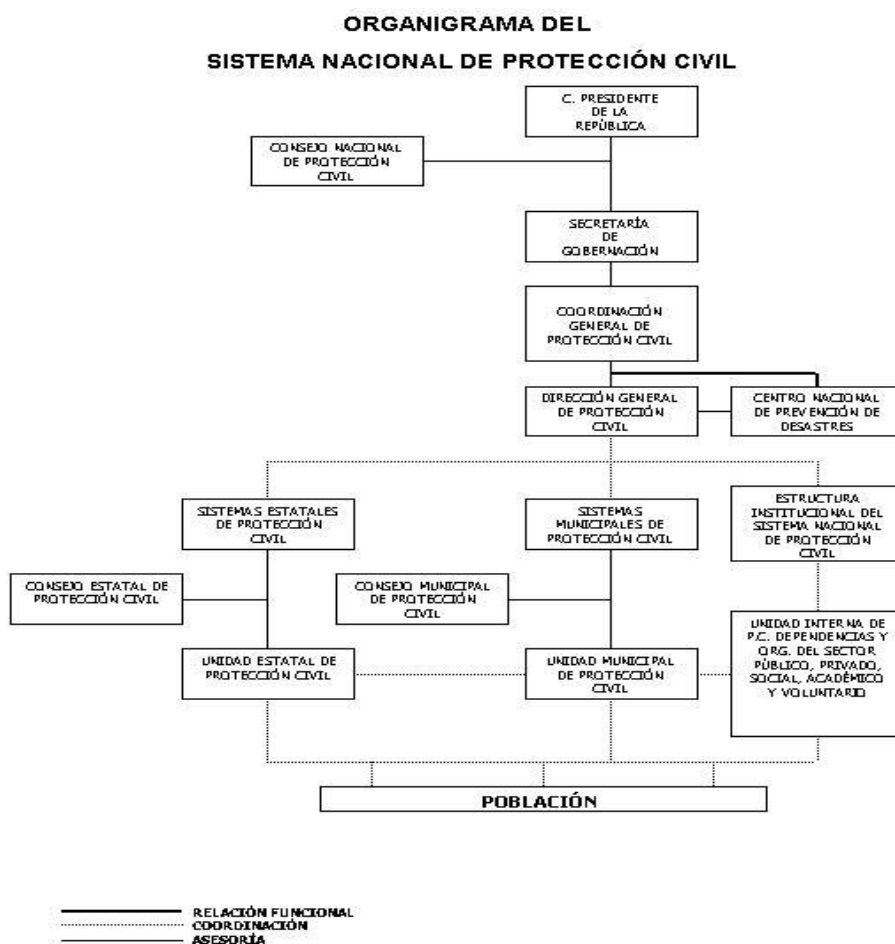 ORGANIGRAMA DEL
SISTEMA NACIONAL DE PROTECCIÓN CIVIL
C. PRESIDENTE
DE LA
REPÚBLICA
CONSEJO NACIONAL
DE PROTECCIÓN
CIVIL
SECRETARÍA
DE
GOBERNACIÓN
COORDINACIÓN
GENERAL DE
PROTECCIÓN CIVIL
DIRECCIÓN GENERAL
DE PROTECCIÓN
CIVIL
CENTRO NACIONAL
DE PREVENCIÓN DE
DESASTRES
SISTEMAS ESTATALES
DE PROTECCIÓN
CIVIL
SISTEMAS
MUNICIPALES DE
PROTECCIÓN CIVIL
ESTRUCTURA
INSTITUCIONAL DEL
SISTEMA NACIONAL
DE PROTECCIÓN
CIVIL
CONSEJO ESTATAL DE
PROTECCIÓN CIVIL
CONSEJO MUNICIPAL
DE PROTECCIÓN
CIVIL
UNIDAD ESTATAL DE
PROTECCIÓN CIVIL
UNIDAD MUNICIPAL
DE PROTECCIÓN
CIVIL
UNIDAD INTERNA DE
P.C. DEPENDENCIAS Y
ORG. DEL SECTOR
PÚBLICO, PRIVADO,
SOCIAL, ACADÉMICO
Y VOLUNTARIO
POBLACIÓN
RELACIÓN FUNCIONAL
COORDINACIÓN
ASESORÍA